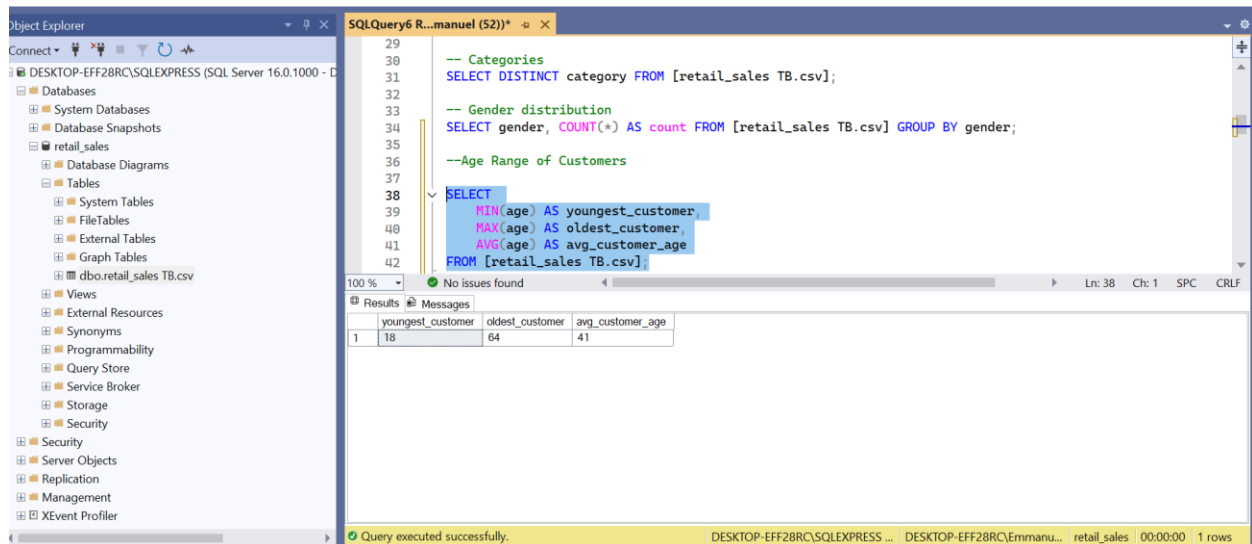 Object Explorer
Connect
DESKTOP-EFF28RC\SQLEXPRESS (SQL Server 16.0.1000 - D
Databases
System Databases
Database Snapshots
retail_sales
Database Diagrams
Tables
System Tables
FileTables
External Tables
Graph Tables
dbo.retail_sales TB.csv
Views
External Resources
Synonyms
Programmability
Query Store
Service Broker
Storage
Security
Security
Server Objects
Replication
Management
XEvent Profiler
SQLQuery6 R...manuel (52))*
29
30 -- Categories
31 SELECT DISTINCT category FROM [retail_sales TB.csv];
32
33 -- Gender distribution
34 SELECT gender, COUNT(*) AS count FROM [retail_sales TB.csv] GROUP BY gender;
35
36 --Age Range of Customers
37
38 SELECT
39 MIN(age) AS youngest_customer,
40 MAX(age) AS oldest_customer,
41 AVG(age) AS avg_customer_age
42 FROM [retail_sales TB.csv];
100 % No issues found Ln: 38 Ch: 1 SPC CRLF
Results Messages
youngest_customer oldest_customer avg_customer_age
1 18 64 41
Query executed successfully. DESKTOP-EFF28RC\SQLEXPRESS ... DESKTOP-EFF28RC\Emmanu... retail_sales 00:00:00 1 rows